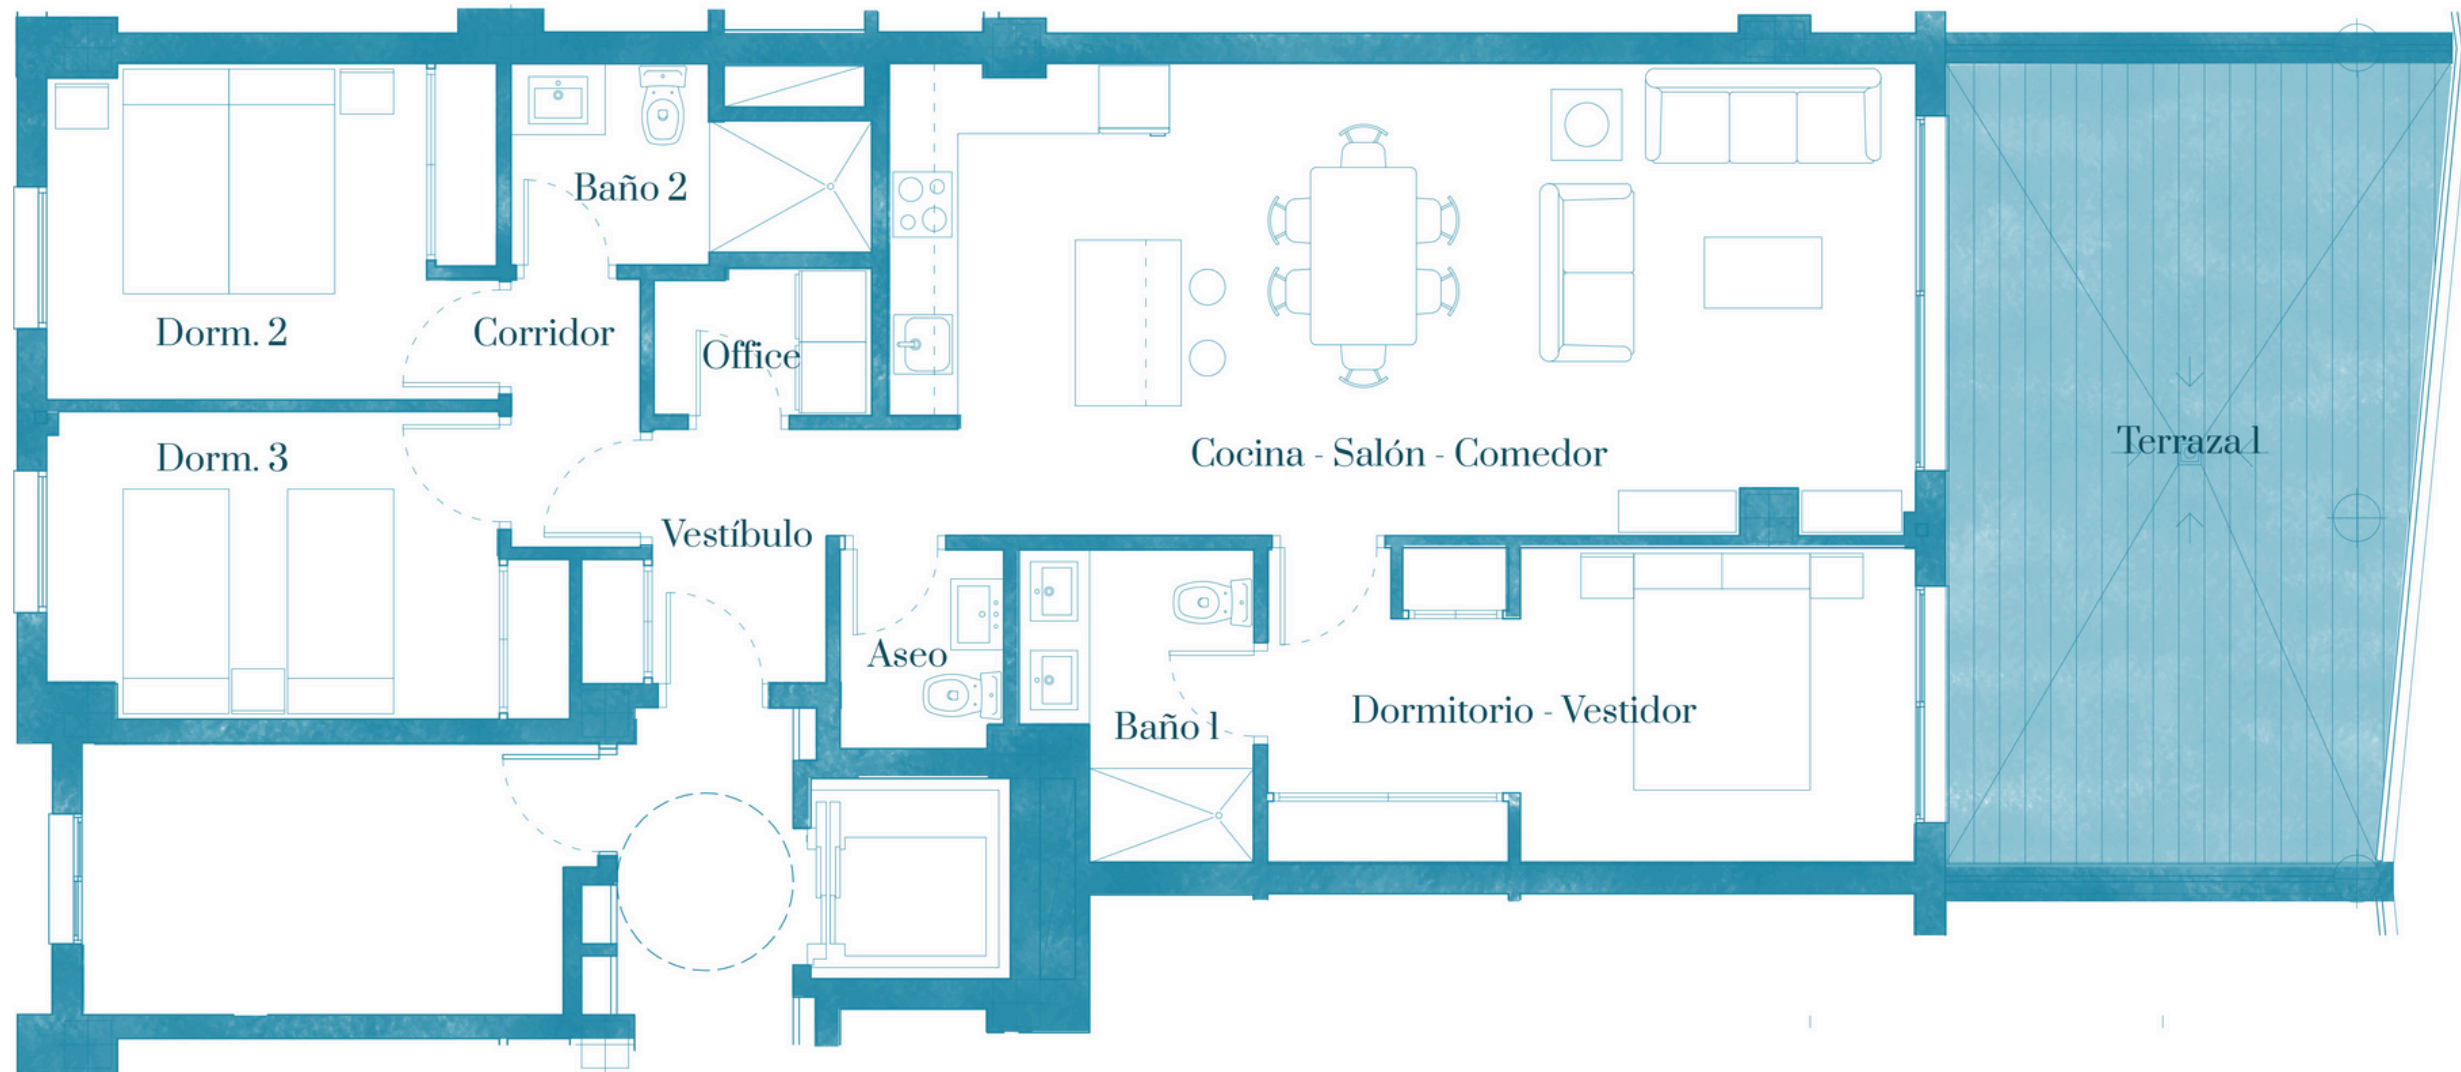 Baño 2
Dorm. 2
Corridor
Office
Dorm. 3
Cocina - Salón - Comedor
Terraza 1
Vestíbulo
Aseo
Baño 1
Dormitorio - Vestidor